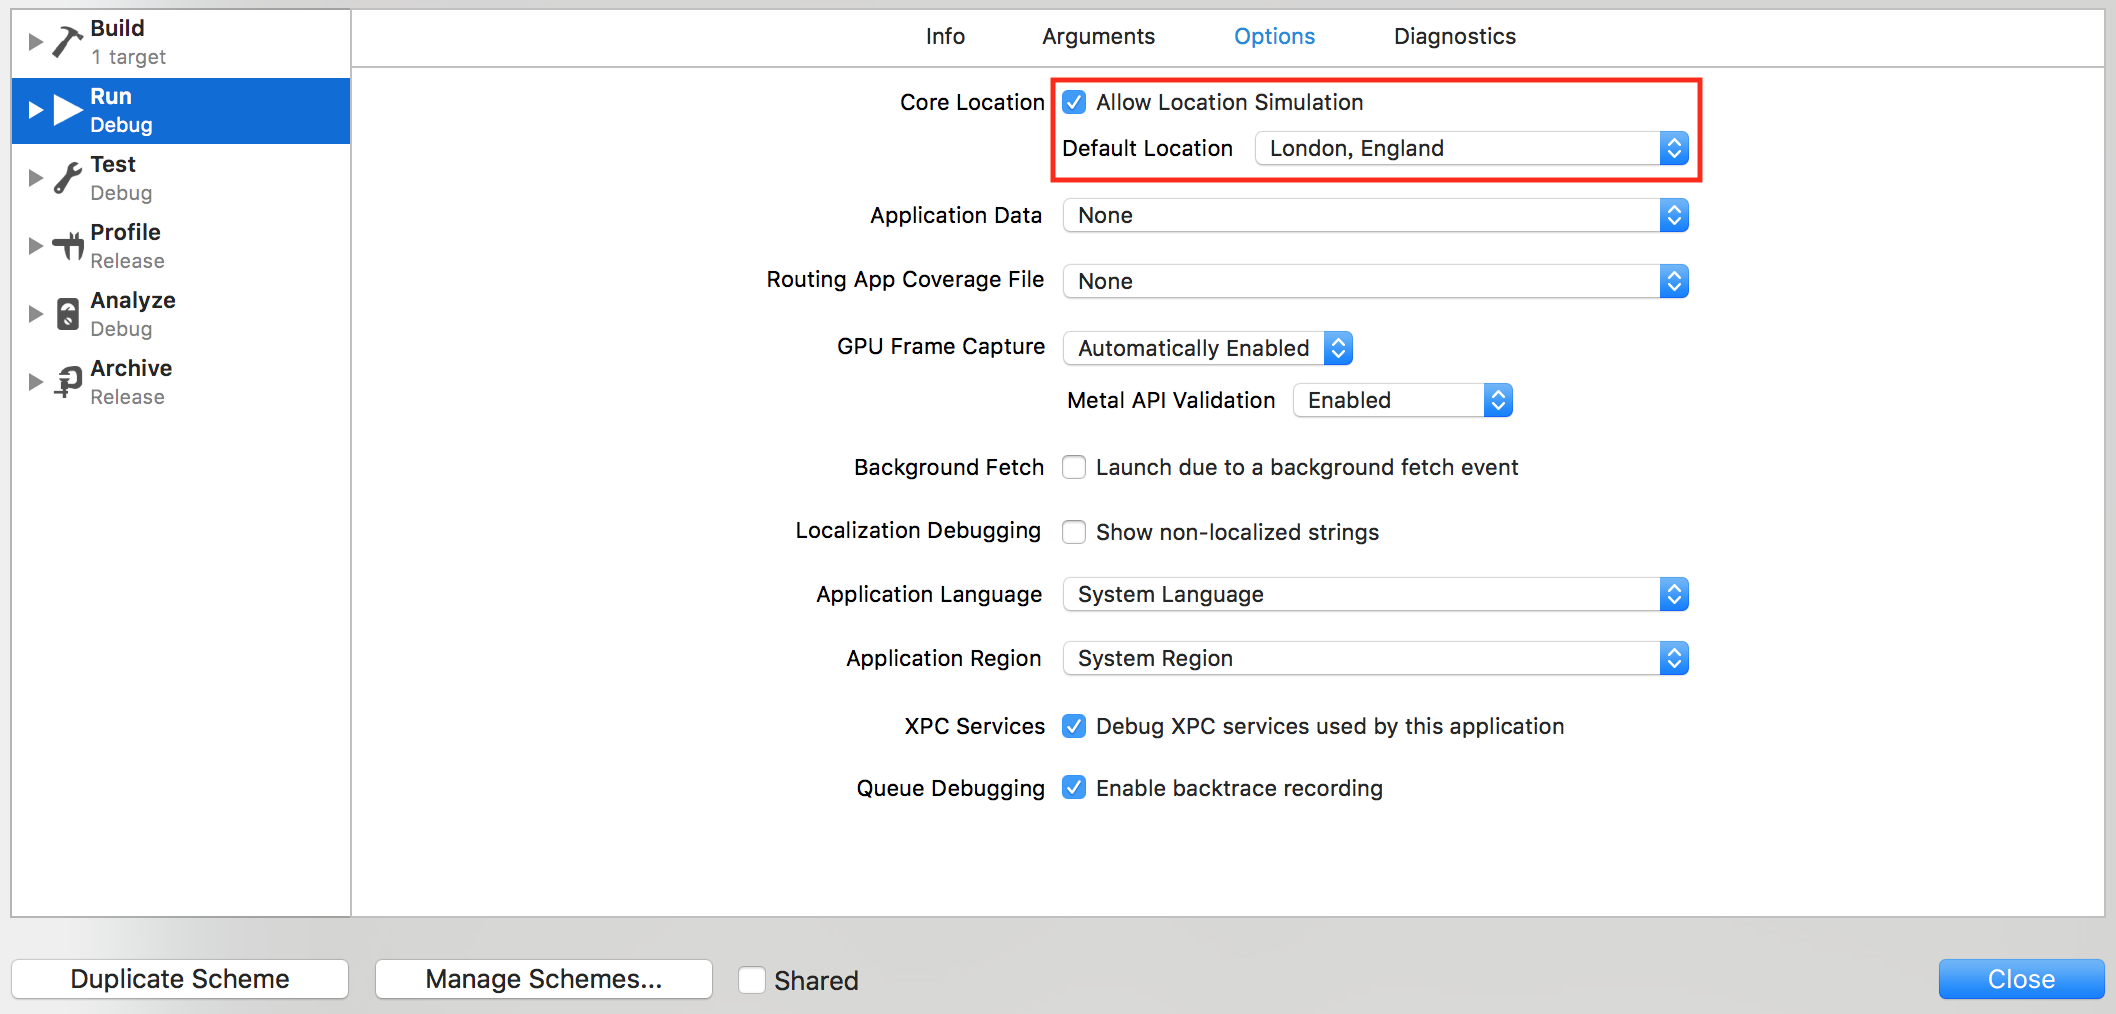 Build
1 target
Run
Debug
Test
Debug
Profile
Release
Analyze
Debug
Archive
Release
Info Arguments Options Diagnostics
Core Location Allow Location Simulation
Default Location London, England
Application Data None
Routing App Coverage File None
GPU Frame Capture Automatically Enabled
Metal API Validation Enabled
Background Fetch Launch due to a background fetch event
Localization Debugging Show non-localized strings
Application Language System Language
Application Region System Region
XPC Services Debug XPC services used by this application
Queue Debugging Enable backtrace recording
Duplicate Scheme Manage Schemes... Shared Close